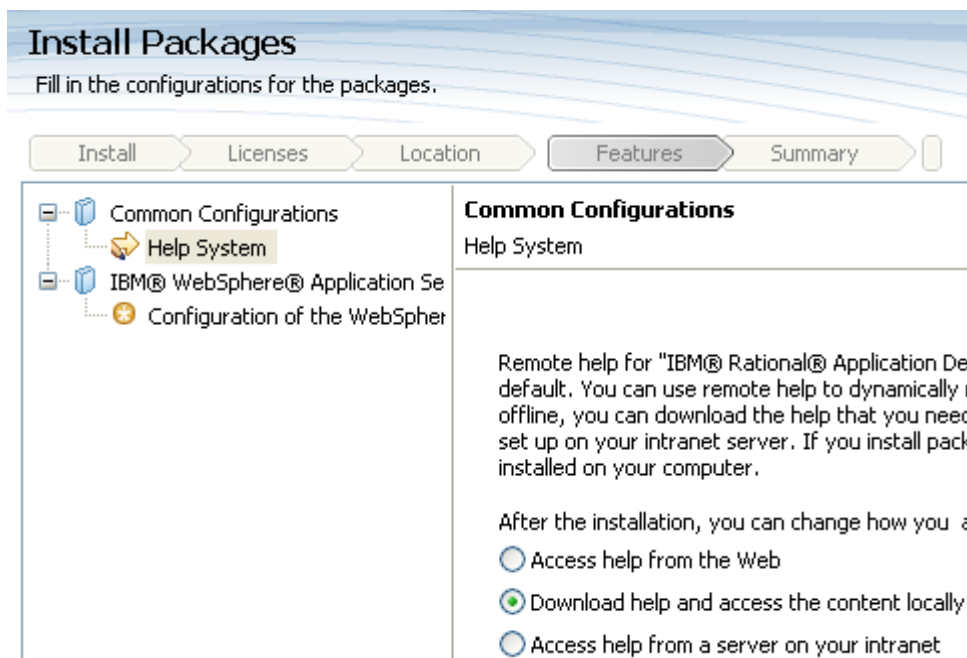 Install Packages
Fill in the configurations for the packages.
Install
Licenses
Location
Features
Summary
Common Configurations
Help System
IBM® WebSphere® Application Se
Configuration of the WebSpher
Common Configurations
Help System
Remote help for "IBM® Rational® Application De
default. You can use remote help to dynamically
offline, you can download the help that you need
set up on your intranet server. If you install pack
installed on your computer.
After the installation, you can change how you a
Access help from the Web
Download help and access the content locally
Access help from a server on your intranet